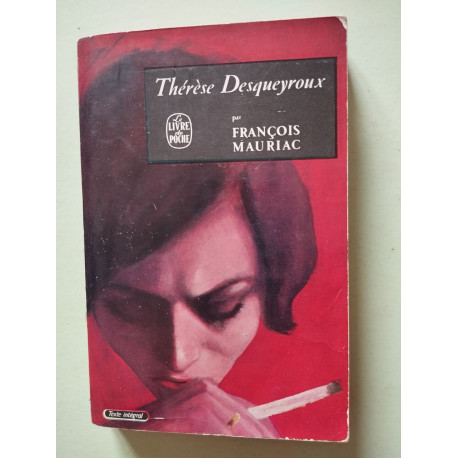 Thérèse Desqueyroux
Le
LIVRE
de
POCHE
par
FRANÇOIS
MAURIAC
Texte intégral